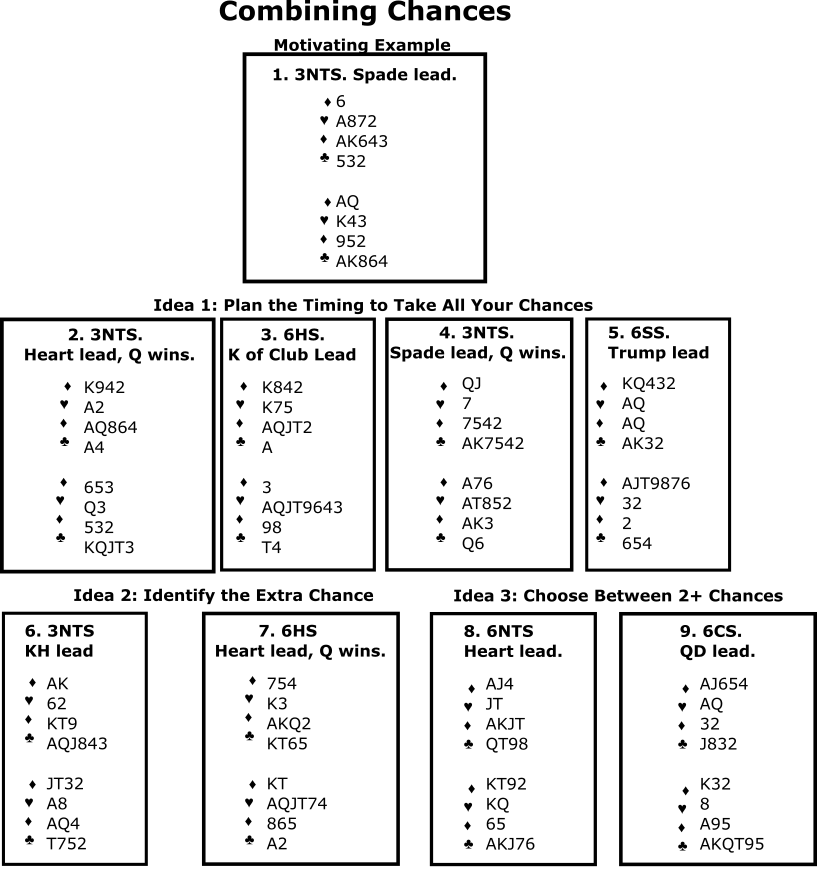 Combining Chances
Motivating Example
1. 3NTS. Spade lead.
♦ 6
♥ A872
♦ AK643
♣ 532
♦ AQ
♥ K43
♦ 952
♣ AK864
Idea 1: Plan the Timing to Take All Your Chances
2. 3NTS.
Heart lead, Q wins.
♦ K942
♥ A2
♦ AQ864
♣ A4
♦ 653
♥ Q3
♦ 532
♣ KQJT3
3. 6HS.
K of Club Lead
♦ K842
♥ K75
♦ AQJT2
♣ A
♦ 3
♥ AQJT9643
♦ 98
♣ T4
4. 3NTS.
Spade lead, Q wins.
♦ QJ
♥ 7
♦ 7542
♣ AK7542
♦ A76
♥ AT852
♦ AK3
♣ Q6
5. 6SS.
Trump lead
♦ KQ432
♥ AQ
♦ AQ
♣ AK32
♦ AJT9876
♥ 32
♦ 2
♣ 654
Idea 2: Identify the Extra Chance
6. 3NTS
KH lead
♦ AK
♥ 62
♦ KT9
♣ AQJ843
♦ JT32
♥ A8
♦ AQ4
♣ T752
7. 6HS
Heart lead, Q wins.
♦ 754
♥ K3
♦ AKQ2
♣ KT65
♦ KT
♥ AQJT74
♦ 865
♣ A2
Idea 3: Choose Between 2+ Chances
8. 6NTS
Heart lead.
♦ AJ4
♥ JT
♦ AKJT
♣ QT98
♦ KT92
♥ KQ
♦ 65
♣ AKJ76
9. 6CS.
QD lead.
♦ AJ654
♥ AQ
♦ 32
♣ J832
♦ K32
♥ 8
♦ A95
♣ AKQT95